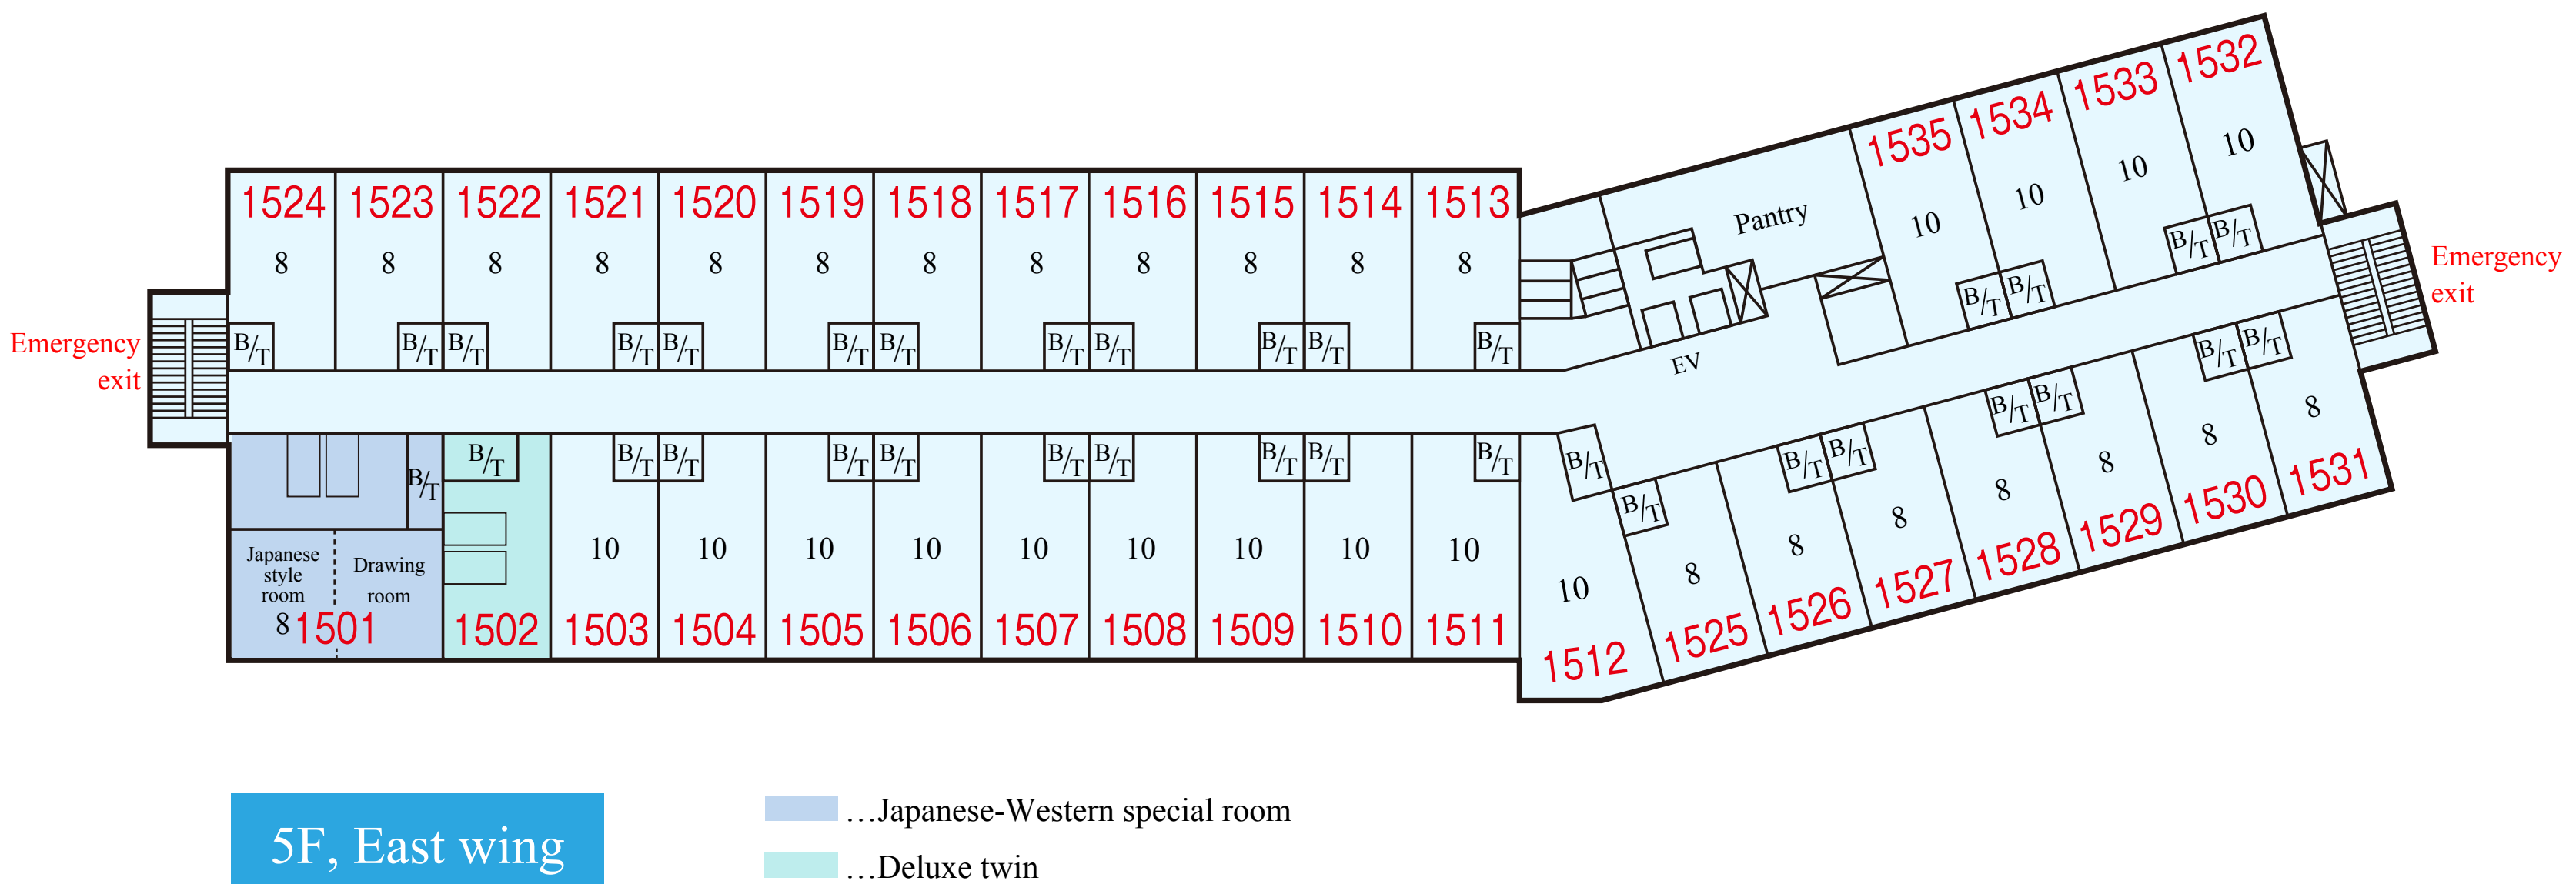 1532
1533
1534
1535
10
10
10
10
Pantry
B/T
B/T
B/T
B/T
EV
Emergency
exit
1524
1523
1522
1521
1520
1519
1518
1517
1516
1515
1514
1513
8
8
8
8
8
8
8
8
8
8
8
8
B/T
B/T
B/T
B/T
B/T
B/T
B/T
B/T
B/T
B/T
B/T
B/T
Emergency
exit
B/T
B/T
B/T
B/T
B/T
B/T
B/T
B/T
B/T
B/T
B/T
Japanese
style
room
8
Drawing
room
10
10
10
10
10
10
10
10
10
1501
1502
1503
1504
1505
1506
1507
1508
1509
1510
1511
B/T
B/T
B/T
B/T
B/T
B/T
B/T
B/T
10
8
8
8
8
8
8
8
1512
1525
1526
1527
1528
1529
1530
1531
5F, East wing
…Japanese-Western special room
…Deluxe twin